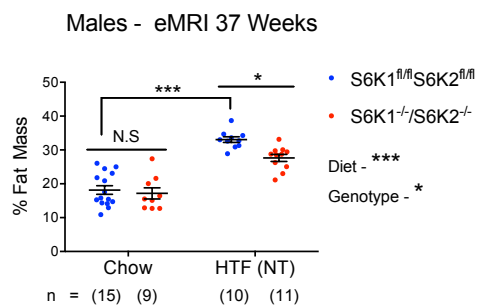 Males - eMRI 37 Weeks
*** *
N.S
% Fat Mass
50
40
30
20
10
0
Chow HTF (NT)
n = (15) (9) (10) (11)
S6K1fl/flS6K2fl/fl
S6K1-/-/S6K2-/-
Diet - ***
Genotype - *